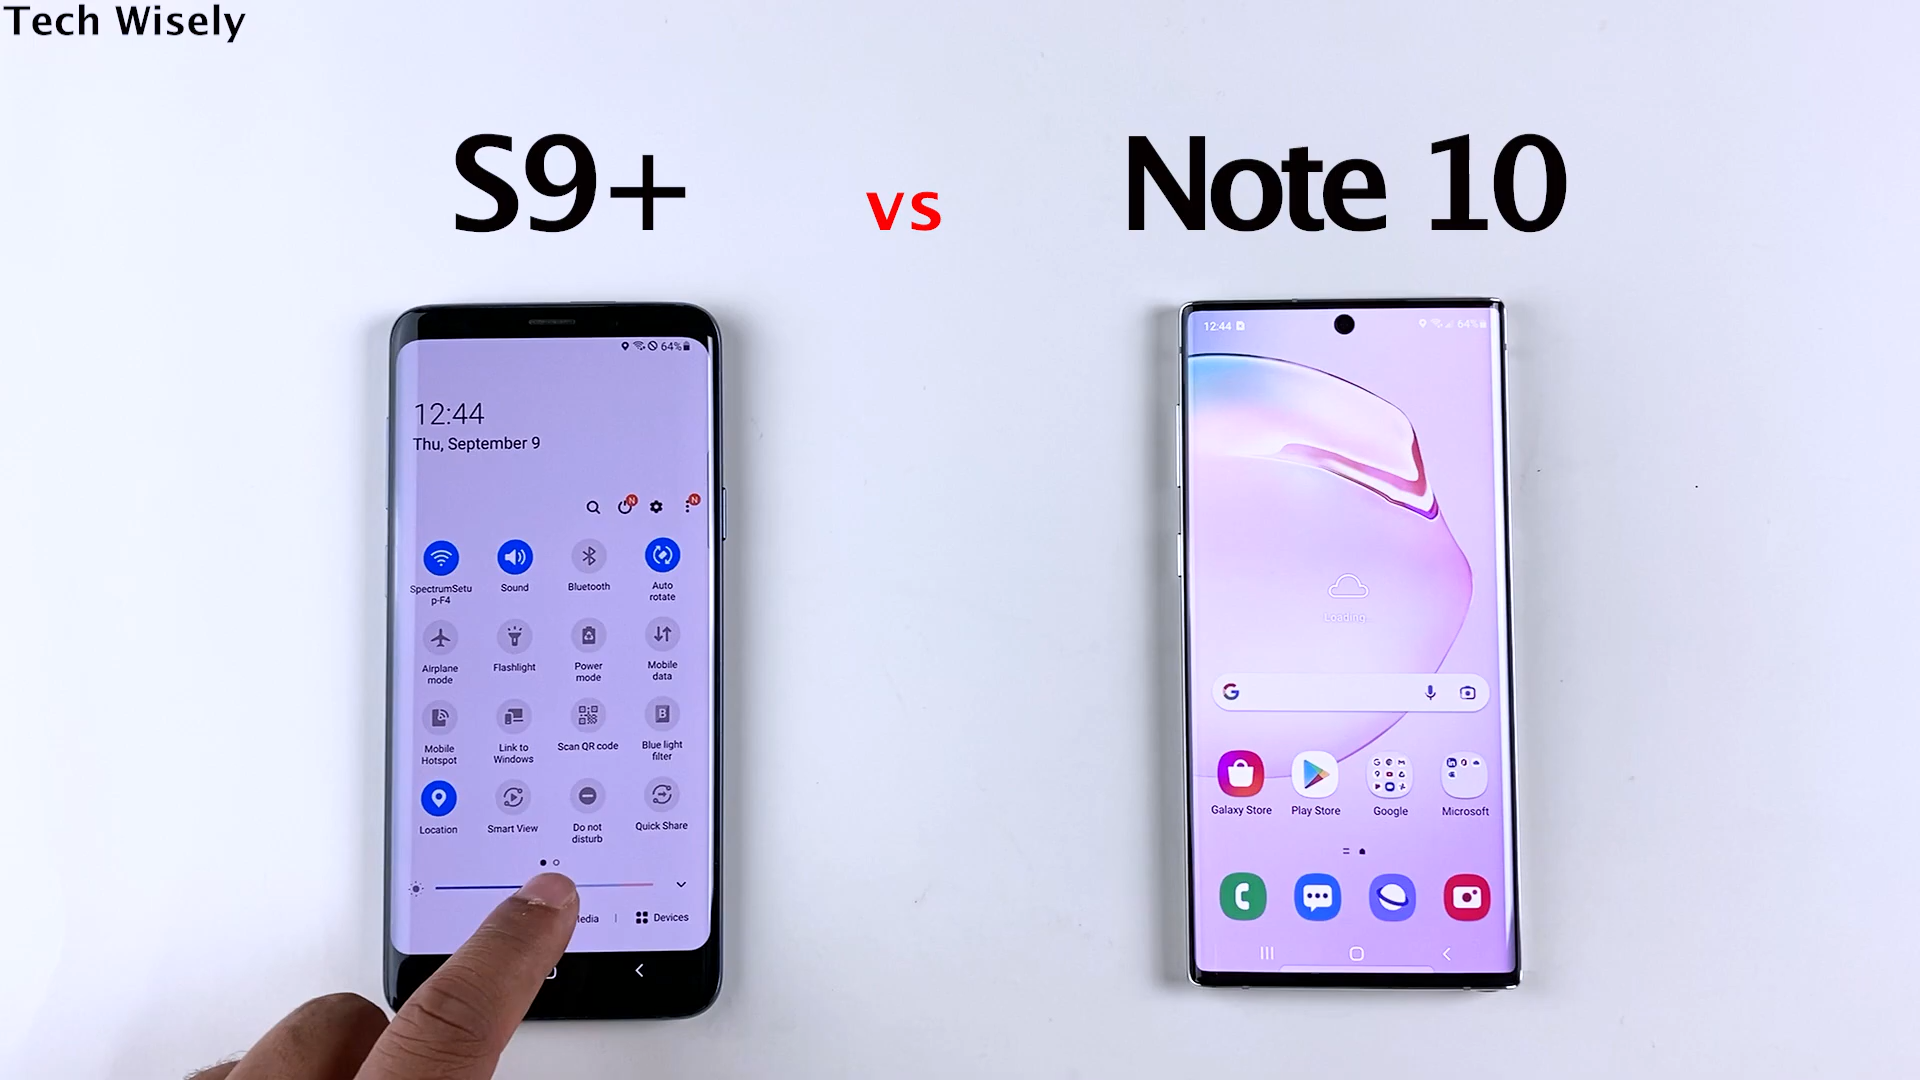 Tech Wisely
S9+ vs Note 10
64%
12:44
Thu, September 9
N N
SpectrumSetu
p-F4
Sound
Bluetooth
Auto
rotate
Airplane
mode
Flashlight
Power
mode
Mobile
data
Mobile
Hotspot
Link to
Windows
Scan QR code
B
Blue light
filter
Location
Smart View
Do not
disturb
Quick Share
Devices
12:44 64%
Loading...
G
Galaxy Store Play Store Google Microsoft